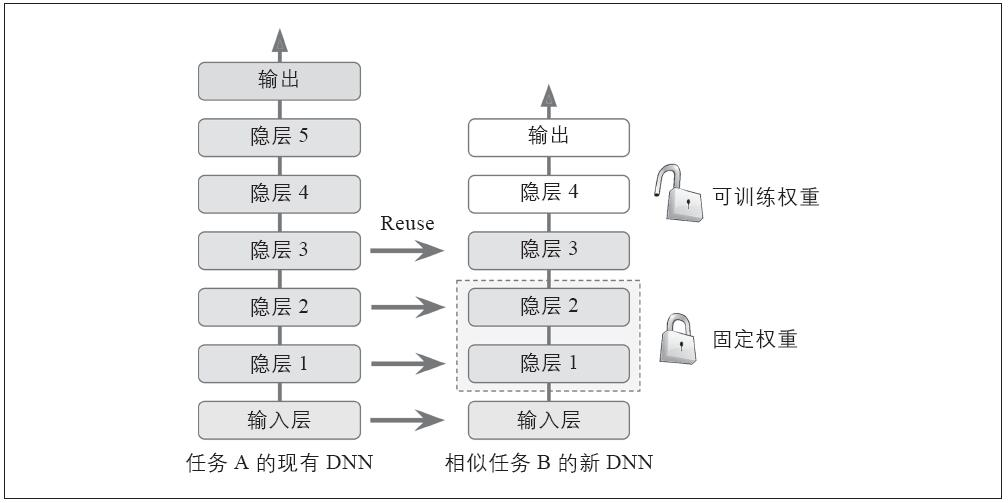 输出
隐层 5
隐层 4
隐层 3
隐层 2
隐层 1
输入层
任务 A 的现有 DNN
Reuse
输出
隐层 4
隐层 3
隐层 2
隐层 1
输入层
相似任务 B 的新 DNN
可训练权重
固定权重